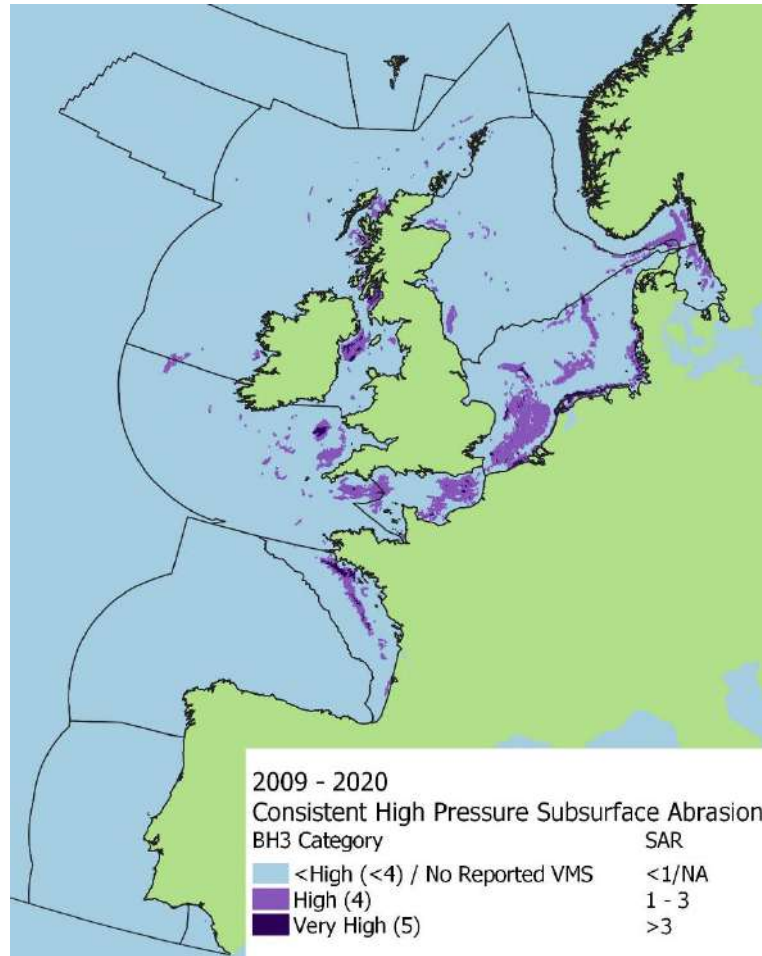 2009 - 2020
Consistent High Pressure Subsurface Abrasion
BH3 Category SAR
<High (<4) / No Reported VMS <1/NA
High (4) 1 - 3
Very High (5) >3